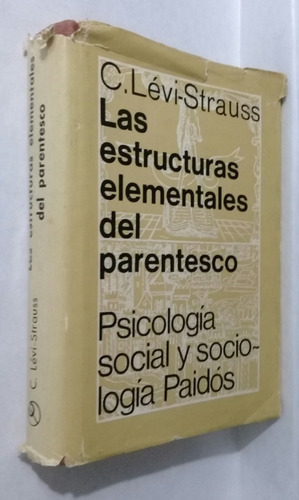 C. Lévi-Strauss
Las
estructuras
elementales
del
parentesco
Psicología
social y socio-
logía Paidós
C. Lévi-Strauss Las estructuras elementales
del parentesco